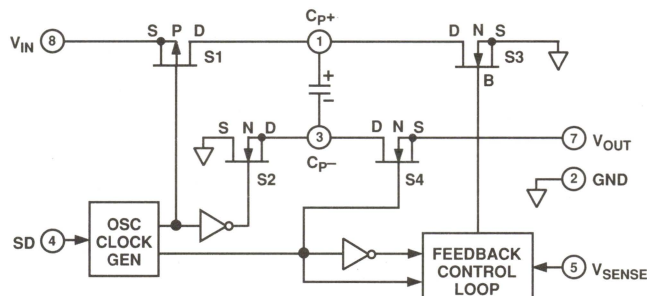 CP+
S P D
D N S
VIN 8
1
S1
S3
B
+
−
S N D
3
D N S
7 VOUT
CP−
S2
S4
2 GND
SD 4
OSC
CLOCK
GEN
FEEDBACK
CONTROL
LOOP
5 VSENSE